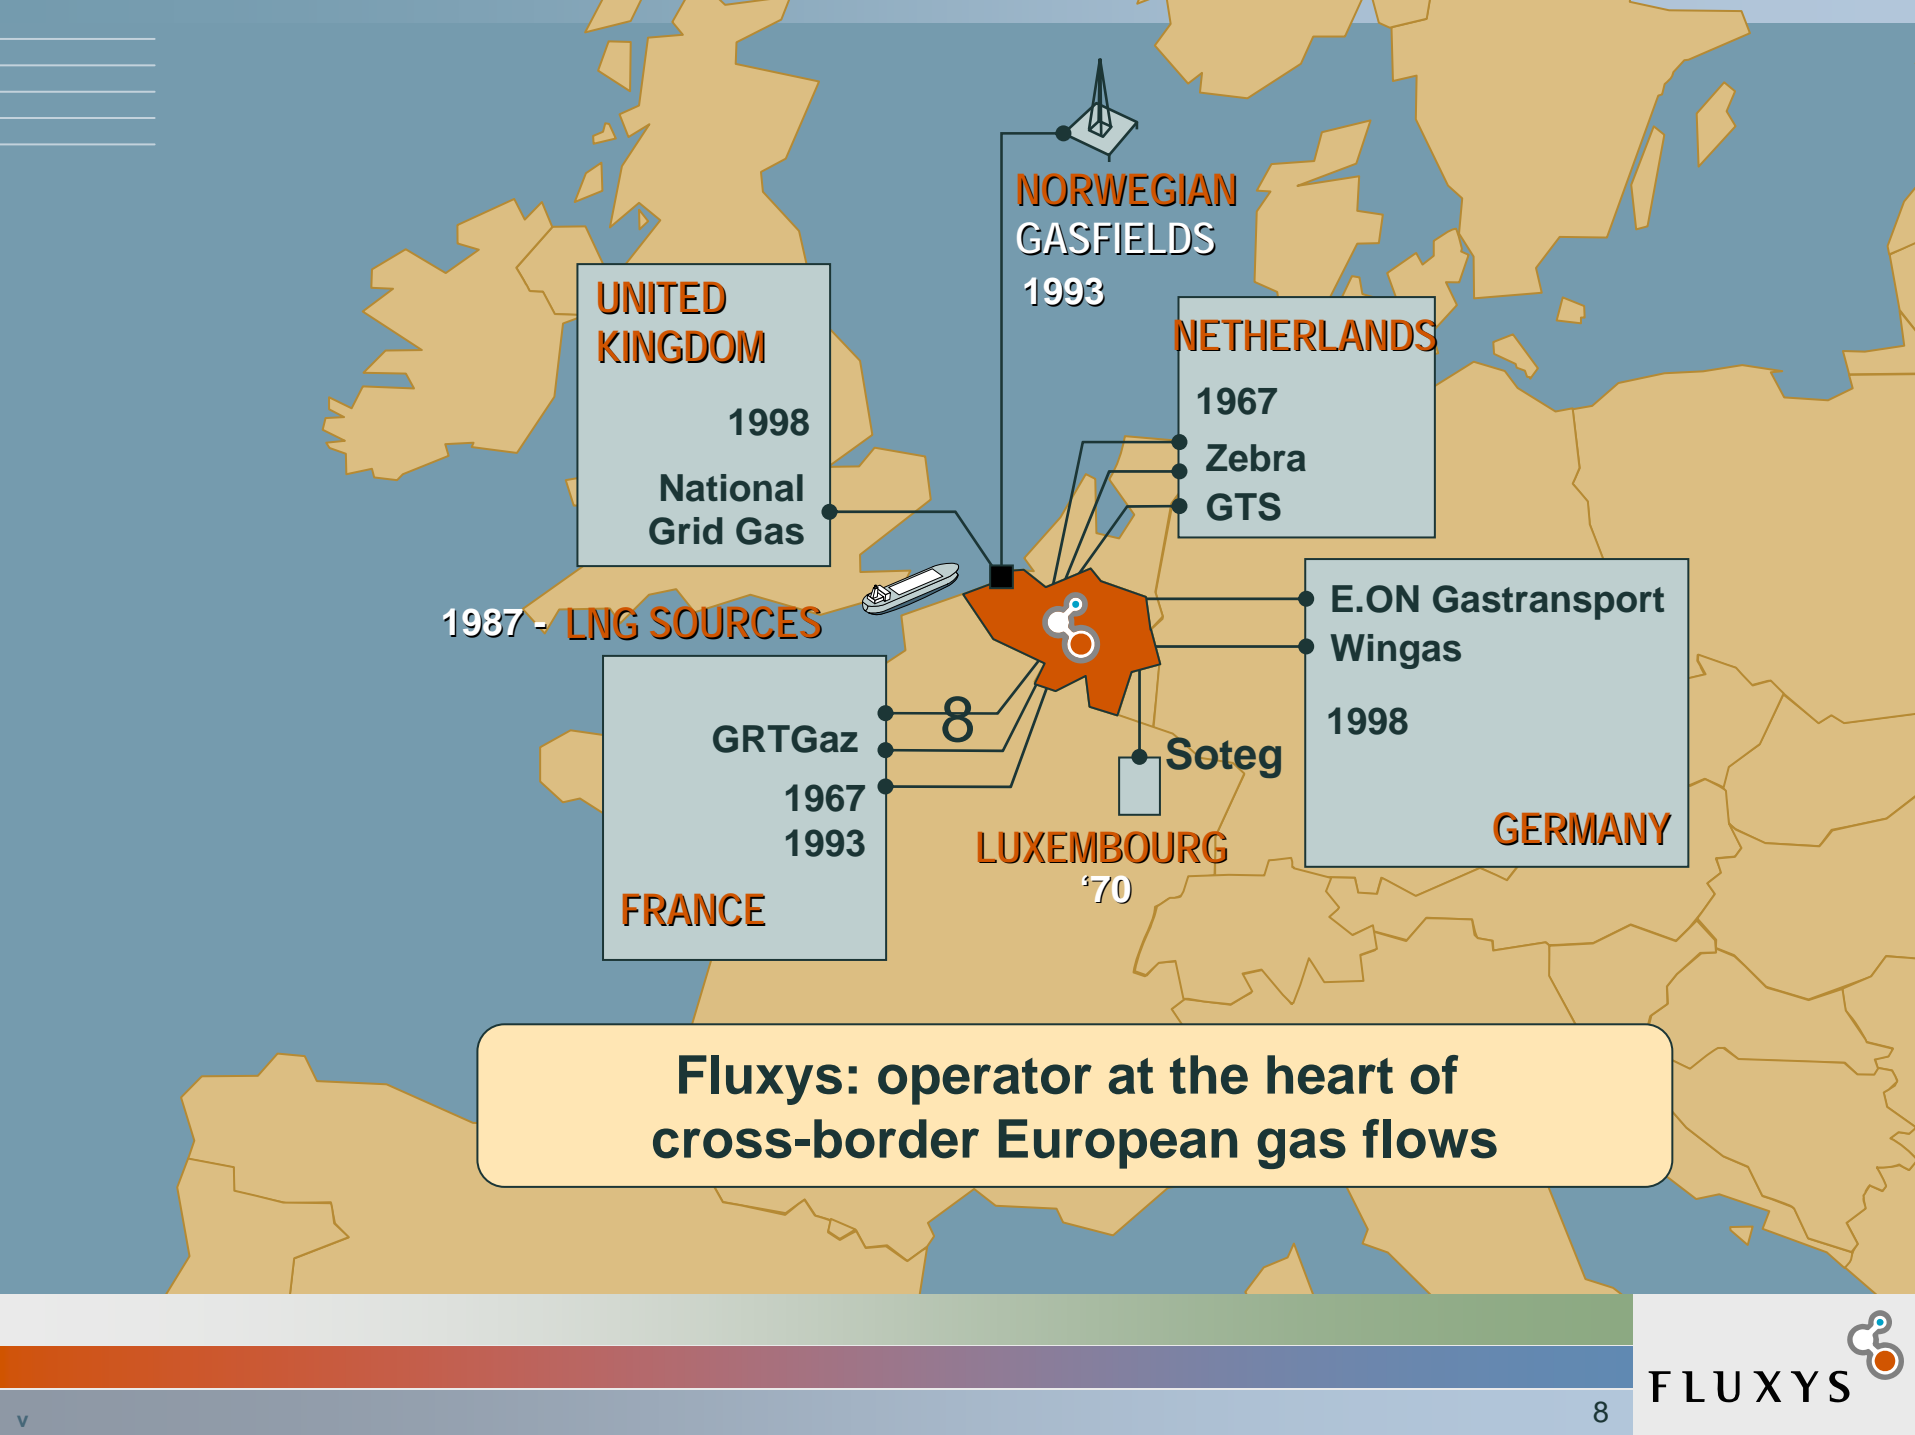 NORWEGIAN
GASFIELDS
1993
UNITED
KINGDOM
1998
National
Grid Gas
NETHERLANDS
1967
Zebra
GTS
1987 - LNG SOURCES
E.ON Gastransport
Wingas
1998
GERMANY
GRTGaz
1967
1993
FRANCE
8
Soteg
LUXEMBOURG
‘70
Fluxys: operator at the heart of
cross-border European gas flows
v
8
FLUXYS